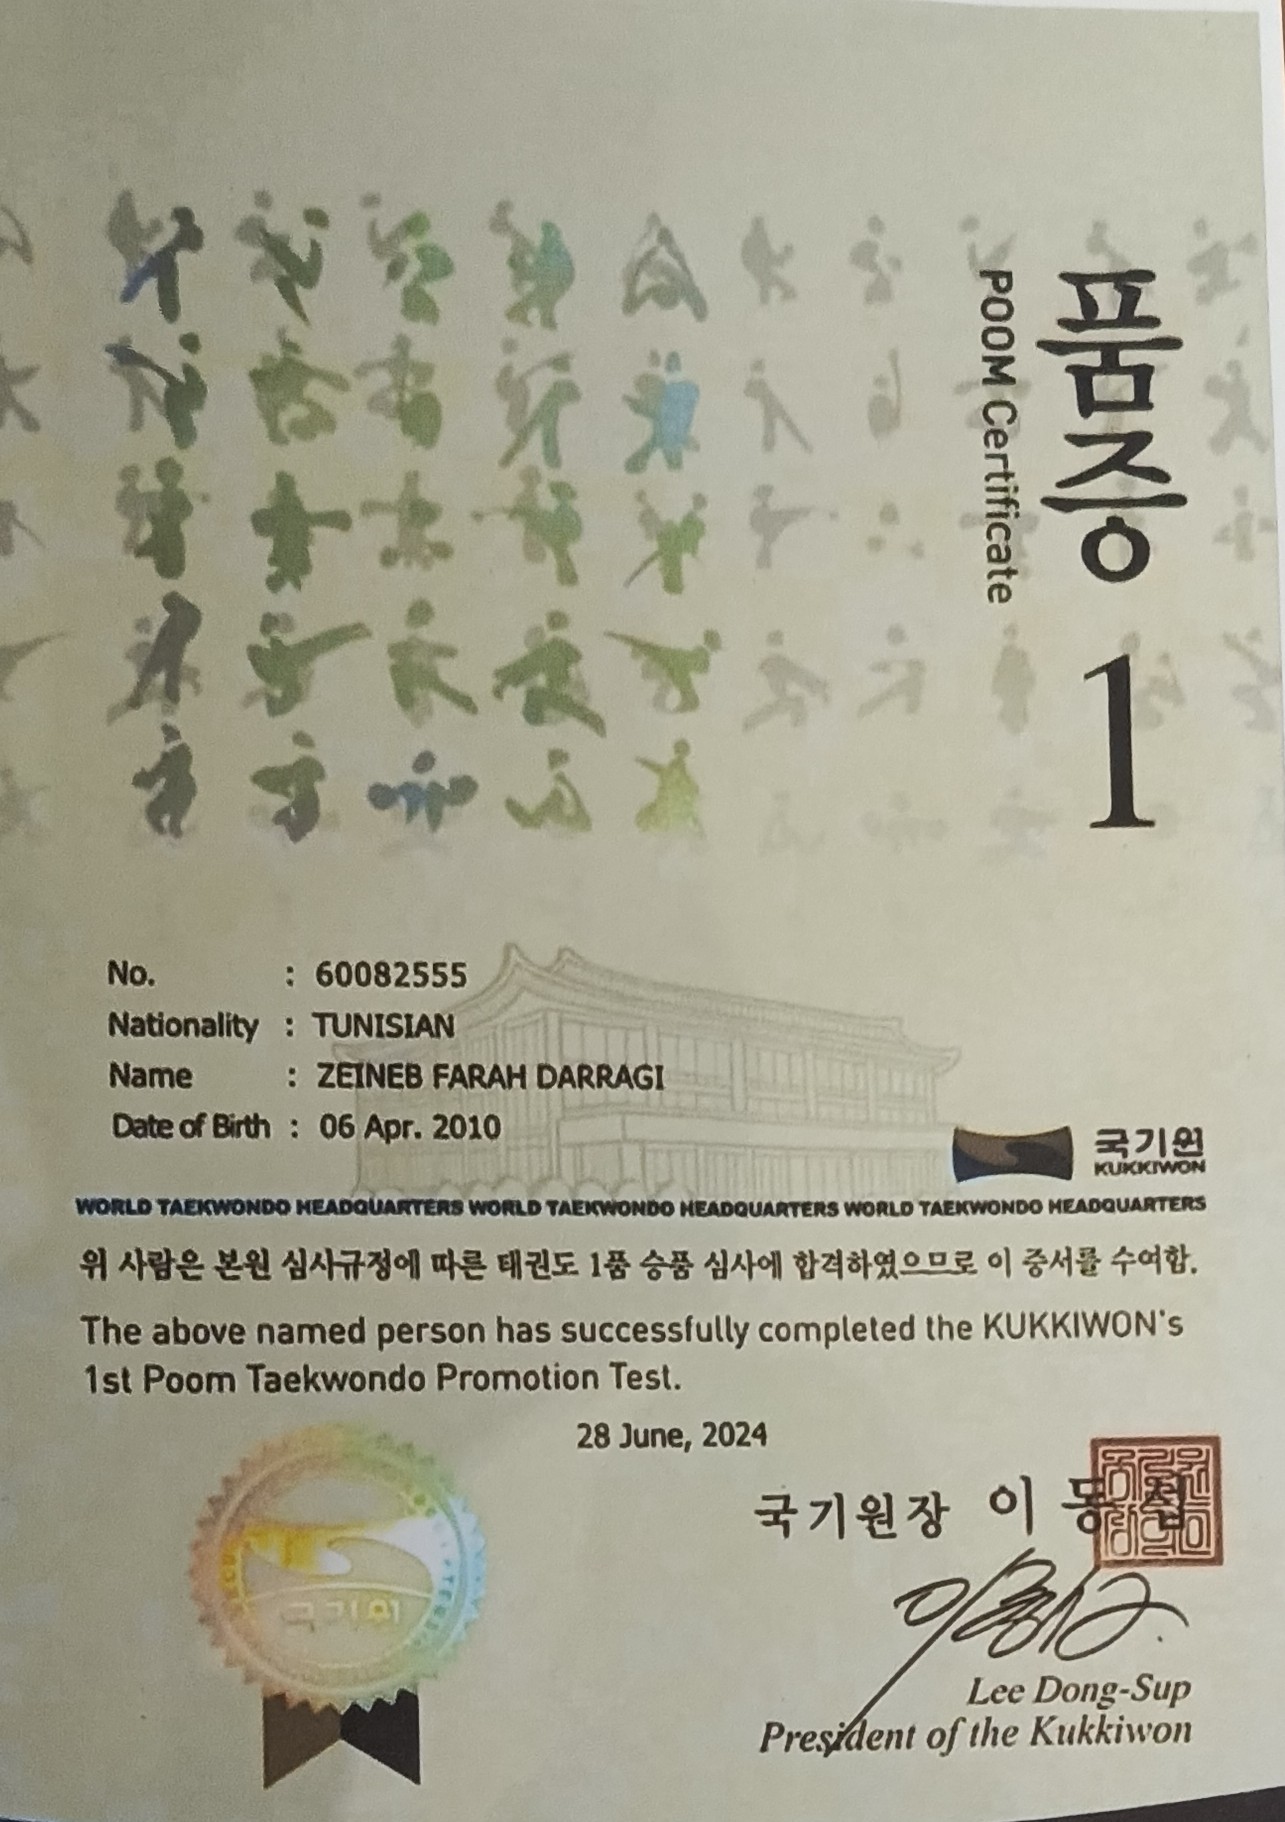 품증 1
POOM Certificate
No. : 60082555
Nationality : TUNISIAN
Name : ZEINEB FARAH DARRAGI
Date of Birth : 06 Apr. 2010
국기원
KUKKIWON
WORLD TAEKWONDO HEADQUARTERS WORLD TAEKWONDO HEADQUARTERS WORLD TAEKWONDO HEADQUARTERS
위 사람은 본원 심사규정에 따른 태권도 1품 승품 심사에 합격하였으므로 이 증서를 수여함.
The above named person has successfully completed the KUKKIWON's
1st Poom Taekwondo Promotion Test.
28 June, 2024
국기원장 이 동 섭
국기원
Lee Dong-Sup
President of the Kukkiwon